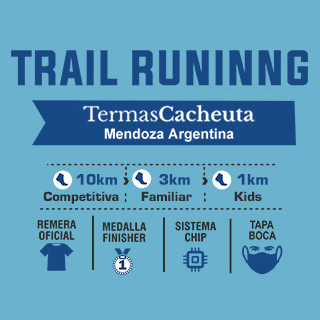 TRAIL RUNINNG
TermasCacheuta
Mendoza Argentina
10km 3km 1km
Competitiva Familiar Kids
REMERA OFICIAL
MEDALLA FINISHER
1
SISTEMA CHIP
TAPA BOCA